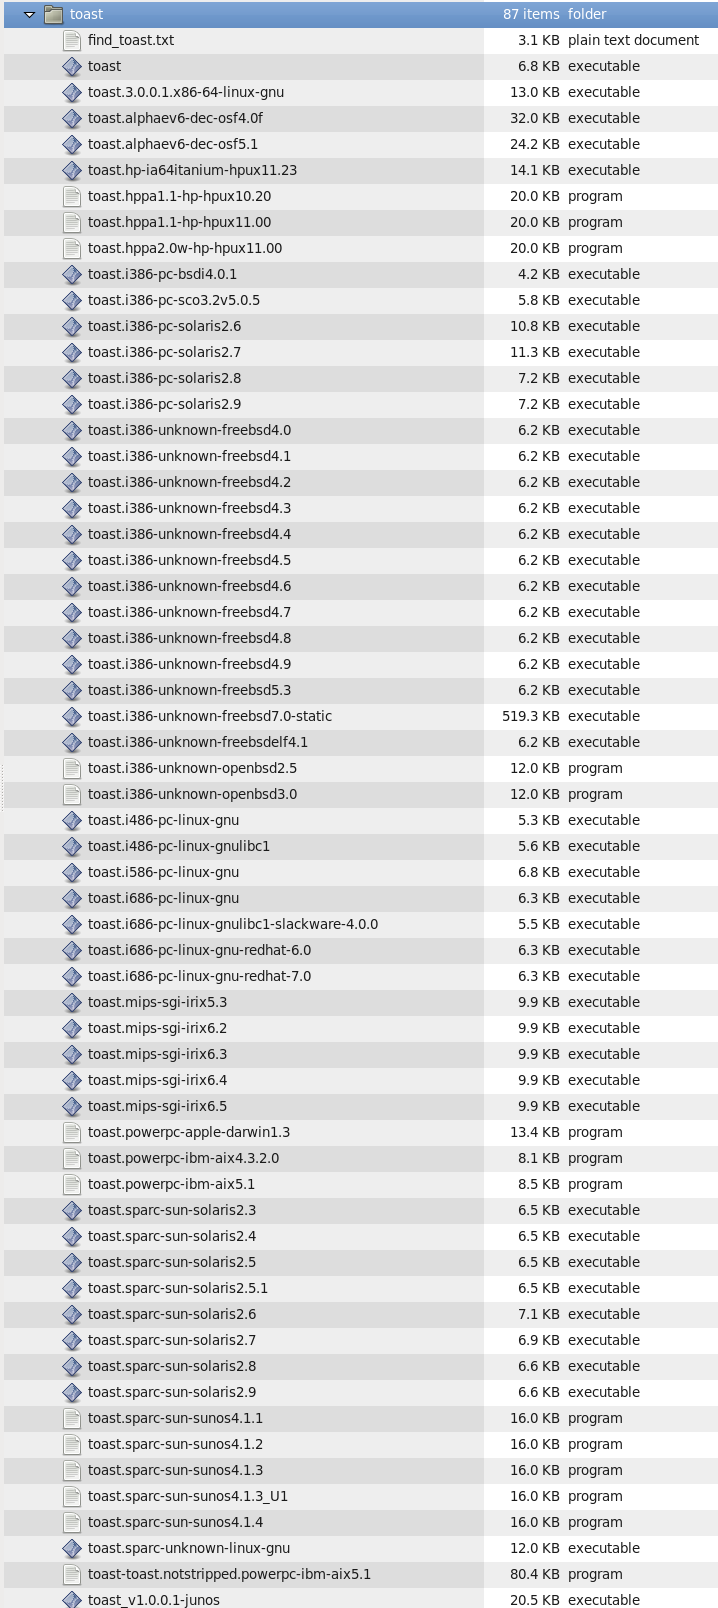 toast 87 items folder
find_toast.txt 3.1 KB plain text document
toast 6.8 KB executable
toast.3.0.0.1.x86-64-linux-gnu 13.0 KB executable
toast.alphaev6-dec-osf4.0f 32.0 KB executable
toast.alphaev6-dec-osf5.1 24.2 KB executable
toast.hp-ia64itanium-hpux11.23 14.1 KB executable
toast.hppa1.1-hp-hpux10.20 20.0 KB program
toast.hppa1.1-hp-hpux11.00 20.0 KB program
toast.hppa2.0w-hp-hpux11.00 20.0 KB program
toast.i386-pc-bsdi4.0.1 4.2 KB executable
toast.i386-pc-sco3.2v5.0.5 5.8 KB executable
toast.i386-pc-solaris2.6 10.8 KB executable
toast.i386-pc-solaris2.7 11.3 KB executable
toast.i386-pc-solaris2.8 7.2 KB executable
toast.i386-pc-solaris2.9 7.2 KB executable
toast.i386-unknown-freebsd4.0 6.2 KB executable
toast.i386-unknown-freebsd4.1 6.2 KB executable
toast.i386-unknown-freebsd4.2 6.2 KB executable
toast.i386-unknown-freebsd4.3 6.2 KB executable
toast.i386-unknown-freebsd4.4 6.2 KB executable
toast.i386-unknown-freebsd4.5 6.2 KB executable
toast.i386-unknown-freebsd4.6 6.2 KB executable
toast.i386-unknown-freebsd4.7 6.2 KB executable
toast.i386-unknown-freebsd4.8 6.2 KB executable
toast.i386-unknown-freebsd4.9 6.2 KB executable
toast.i386-unknown-freebsd5.3 6.2 KB executable
toast.i386-unknown-freebsd7.0-static 519.3 KB executable
toast.i386-unknown-freebsdelf4.1 6.2 KB executable
toast.i386-unknown-openbsd2.5 12.0 KB program
toast.i386-unknown-openbsd3.0 12.0 KB program
toast.i486-pc-linux-gnu 5.3 KB executable
toast.i486-pc-linux-gnulibc1 5.6 KB executable
toast.i586-pc-linux-gnu 6.8 KB executable
toast.i686-pc-linux-gnu 6.3 KB executable
toast.i686-pc-linux-gnulibc1-slackware-4.0.0 5.5 KB executable
toast.i686-pc-linux-gnu-redhat-6.0 6.3 KB executable
toast.i686-pc-linux-gnu-redhat-7.0 6.3 KB executable
toast.mips-sgi-irix5.3 9.9 KB executable
toast.mips-sgi-irix6.2 9.9 KB executable
toast.mips-sgi-irix6.3 9.9 KB executable
toast.mips-sgi-irix6.4 9.9 KB executable
toast.mips-sgi-irix6.5 9.9 KB executable
toast.powerpc-apple-darwin1.3 13.4 KB program
toast.powerpc-ibm-aix4.3.2.0 8.1 KB program
toast.powerpc-ibm-aix5.1 8.5 KB program
toast.sparc-sun-solaris2.3 6.5 KB executable
toast.sparc-sun-solaris2.4 6.5 KB executable
toast.sparc-sun-solaris2.5 6.5 KB executable
toast.sparc-sun-solaris2.5.1 6.5 KB executable
toast.sparc-sun-solaris2.6 7.1 KB executable
toast.sparc-sun-solaris2.7 6.9 KB executable
toast.sparc-sun-solaris2.8 6.6 KB executable
toast.sparc-sun-solaris2.9 6.6 KB executable
toast.sparc-sun-sunos4.1.1 16.0 KB program
toast.sparc-sun-sunos4.1.2 16.0 KB program
toast.sparc-sun-sunos4.1.3 16.0 KB program
toast.sparc-sun-sunos4.1.3_U1 16.0 KB program
toast.sparc-sun-sunos4.1.4 16.0 KB program
toast.sparc-unknown-linux-gnu 12.0 KB executable
toast-toast.notstripped.powerpc-ibm-aix5.1 80.4 KB program
toast_v1.0.0.1-junos 20.5 KB executable